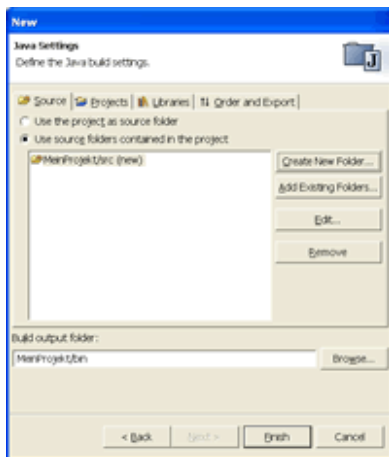 New
Java Settings
Define the Java build settings.
J
Source Projects Libraries Order and Export
Use the project as source folder
Use source folders contained in the project
MeinProjekt/src (new)
Create New Folder...
Add Existing Folders...
Edit...
Remove
Build output folder:
MeinProjekt/bin
Browse...
< Back Next > Finish Cancel